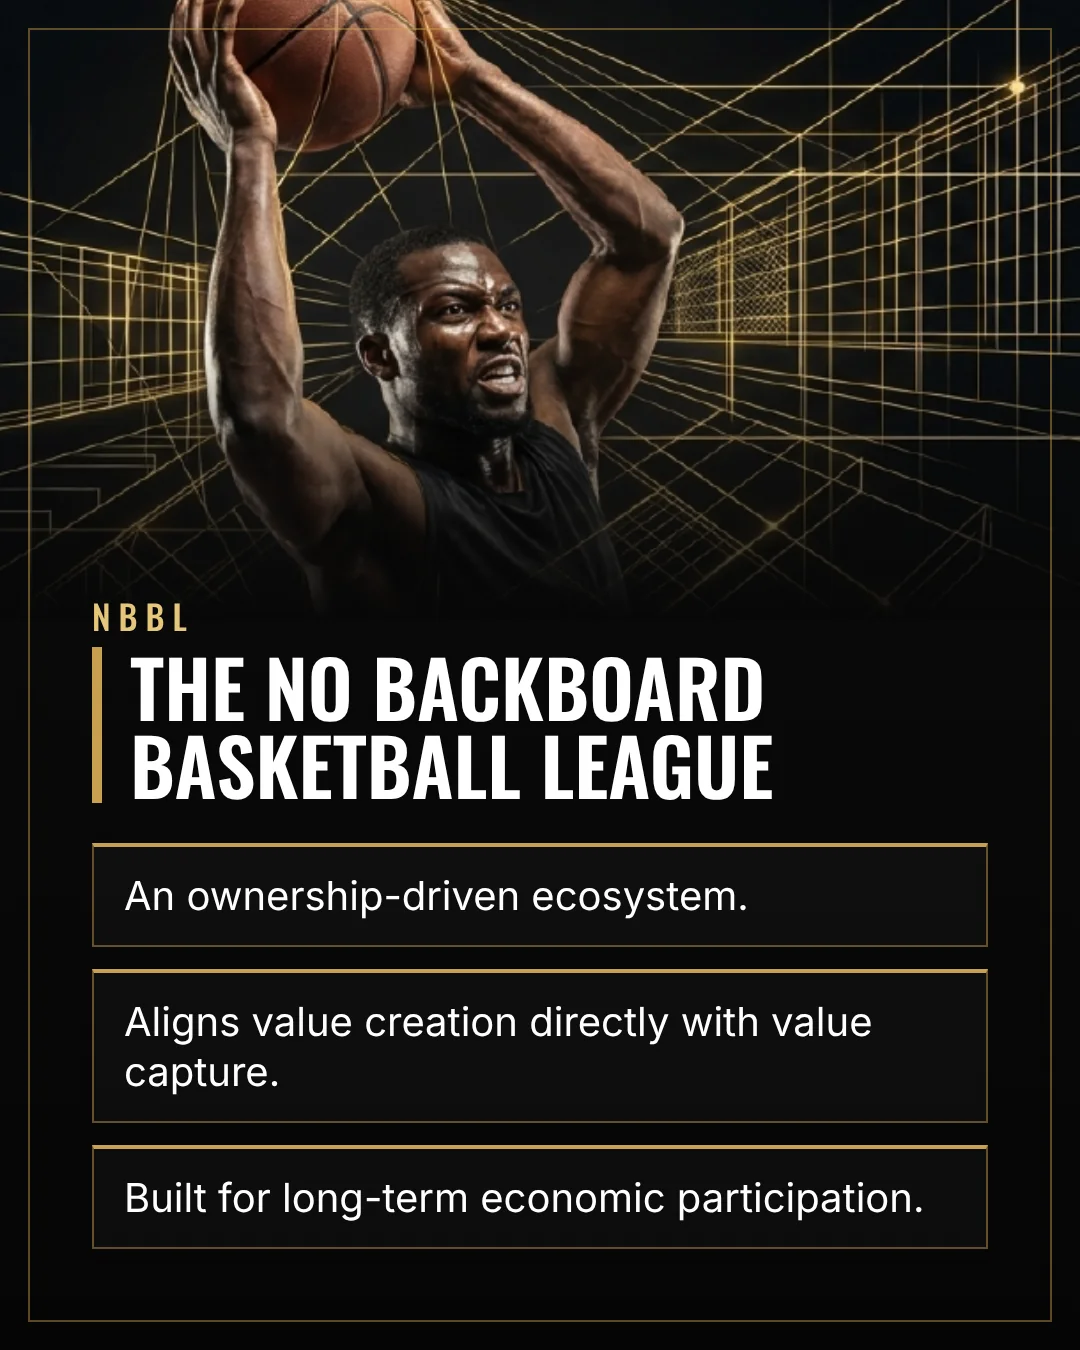 NBBL
THE NO BACKBOARD
BASKETBALL LEAGUE
An ownership-driven ecosystem.
Aligns value creation directly with value
capture.
Built for long-term economic participation.